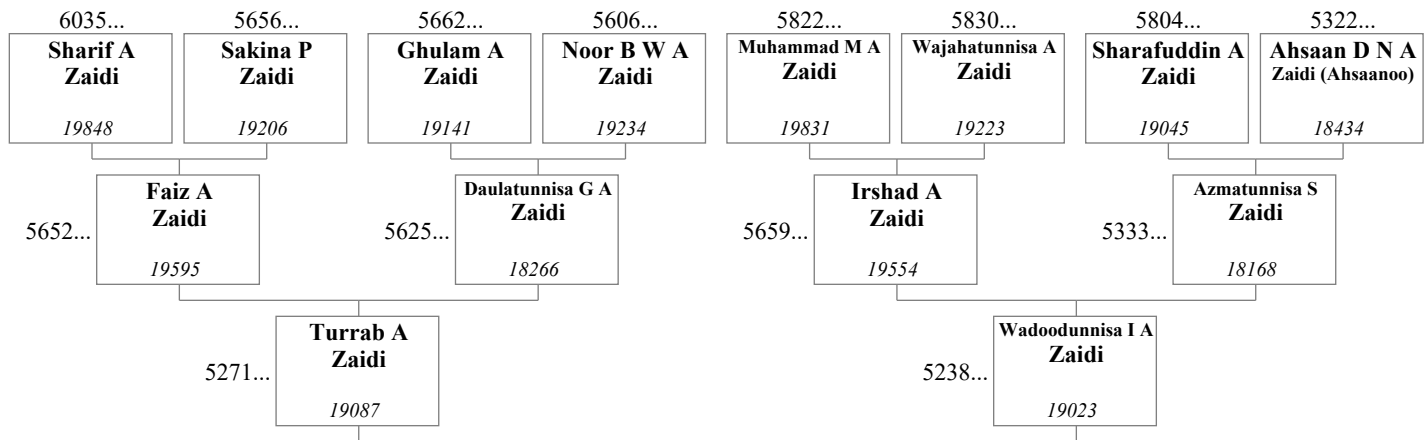 6035...
Sharif A
Zaidi
19848
5656...
Sakina P
Zaidi
19206
5662...
Ghulam A
Zaidi
19141
5606...
Noor B W A
Zaidi
19234
5822...
Muhammad M A
Zaidi
19831
5830...
Wajahatunnisa A
Zaidi
19223
5804...
Sharafuddin A
Zaidi
19045
5322...
Ahsaan D N A
Zaidi (Ahsaanoo)
18434
5652...
Faiz A
Zaidi
19595
5625...
Daulatunnisa G A
Zaidi
18266
5659...
Irshad A
Zaidi
19554
5333...
Azmatunnisa S
Zaidi
18168
5271...
Turrab A
Zaidi
19087
5238...
Wadoodunnisa I A
Zaidi
19023